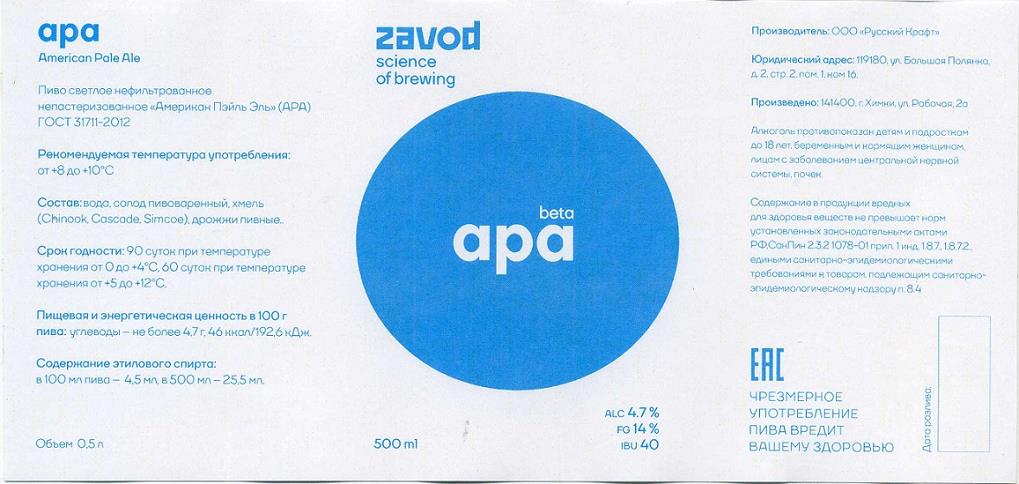 apa
American Pale Ale
Пиво светлое нефильтрованное
непастеризованное «Американ Пэйль Эль» (APA)
ГОСТ 31711-2012
Рекомендуемая температура употребления:
от +8 до +10°С
Состав: вода, солод пивоваренный, хмель
(Chinook, Cascade, Simcoe), дрожжи пивные..
Срок годности: 90 суток при температуре
хранения от 0 до +4°С, 60 суток при температуре
хранения от +5 до +12°С.
Пищевая и энергетическая ценность в 100 г
пива: углеводы – не более 4,7 г, 46 ккал/192,6 кДж.
Содержание этилового спирта:
в 100 мл пива – 4,5 мл, в 500 мл – 25,5 мл.
Объем 0,5 л
zavod
science
of brewing
beta
apa
500 ml
ALC 4.7 %
FG 14 %
IBU 40
Производитель: ООО «Русский Крафт»
Юридический адрес: 119180, ул. Большая Полянка,
д. 2, стр. 2, пом. 1, ком 16.
Произведено: 141400, г. Химки, ул. Рабочая, 2а
Алкоголь противопоказан детям и подросткам
до 18 лет, беременным и кормящим женщинам,
лицам с заболеванием центральной нервной
системы, почек.
Содержание в продукции вредных
для здоровья веществ не превышает норм
установленных законодательными актами
РФ,СанПин 2.3.2 1078-01 прил. 1 инд. 1.8.7., 1.8.7.2.,
едиными санитарно-эпидемиологическими
требованиями к товарам, подлежащим санитарно-
эпидемиологическому надзору п. 8.4
EAC
ЧРЕЗМЕРНОЕ
УПОТРЕБЛЕНИЕ
ПИВА ВРЕДИТ
ВАШЕМУ ЗДОРОВЬЮ
Дата розлива: